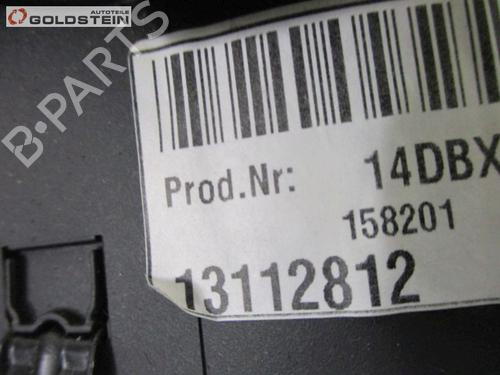 AUTOTEILE
GOLDSTEIN
B-PARTS
Prod.Nr: 14DBX
158201
13112812